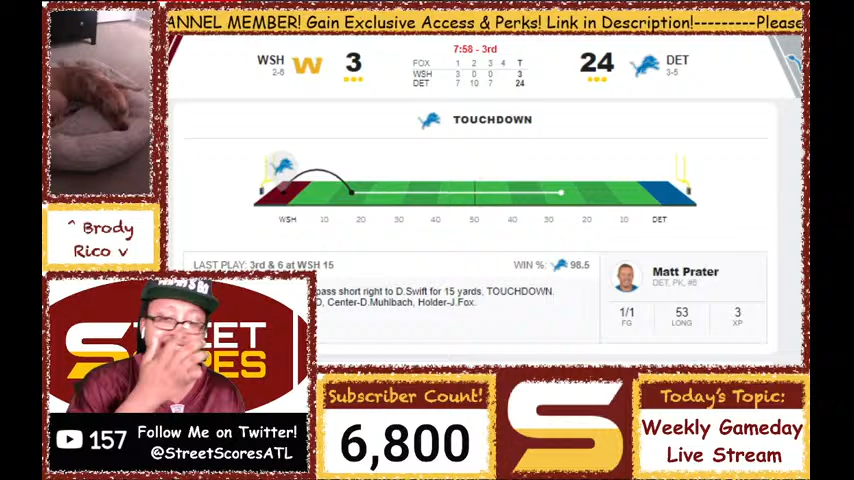 ANNEL MEMBER! Gain Exclusive Access & Perks! Link in Description!---------Please
7:58 - 3rd
WSH 3 24 DET
2-6 3-5
FOX 1 2 3 4 T
WSH 3 0 0 3
DET 7 10 7 24
TOUCHDOWN
WSH 10 20 30 40 50 40 30 20 10 DET
LAST PLAY: 3rd & 6 at WSH 15
WIN %: 98.5
pass short right to D.Swift for 15 yards, TOUCHDOWN.
Center-D.Muhlbach, Holder-J.Fox.
Matt Prater
DET, PK, #5
1/1 53 3
FG LONG XP
^ Brody
Rico v
STREET
SCORES
157
Follow Me on Twitter!
@StreetScoresATL
Subscriber Count!
6,800
S
Today's Topic:
Weekly Gameday
Live Stream